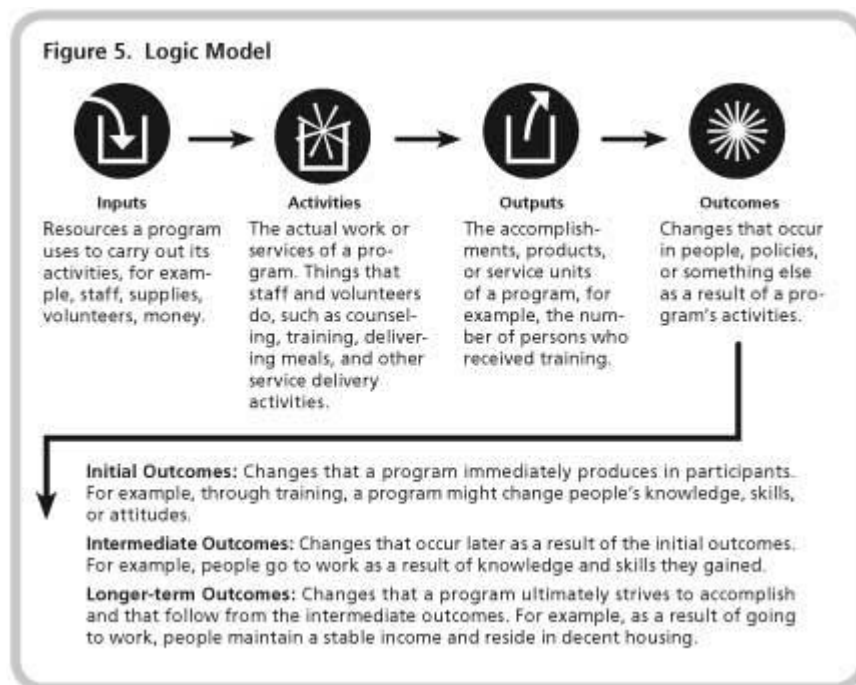 Figure 5. Logic Model
Inputs
Resources a program
uses to carry out its
activities, for exam-
ple, staff, supplies,
volunteers, money.
Activities
The actual work or
services of a pro-
gram. Things that
staff and volunteers
do, such as counsel-
ing, training, deliver-
ing meals, and other
service delivery
activities.
Outputs
The accomplish-
ments, products,
or service units
of a program, for
example, the num-
ber of persons who
received training.
Outcomes
Changes that occur
in people, policies,
or something else
as a result of a pro-
gram's activities.
Initial Outcomes: Changes that a program immediately produces in participants.
For example, through training, a program might change people's knowledge, skills,
or attitudes.
Intermediate Outcomes: Changes that occur later as a result of the initial outcomes.
For example, people go to work as a result of knowledge and skills they gained.
Longer-term Outcomes: Changes that a program ultimately strives to accomplish
and that follow from the intermediate outcomes. For example, as a result of going
to work, people maintain a stable income and reside in decent housing.